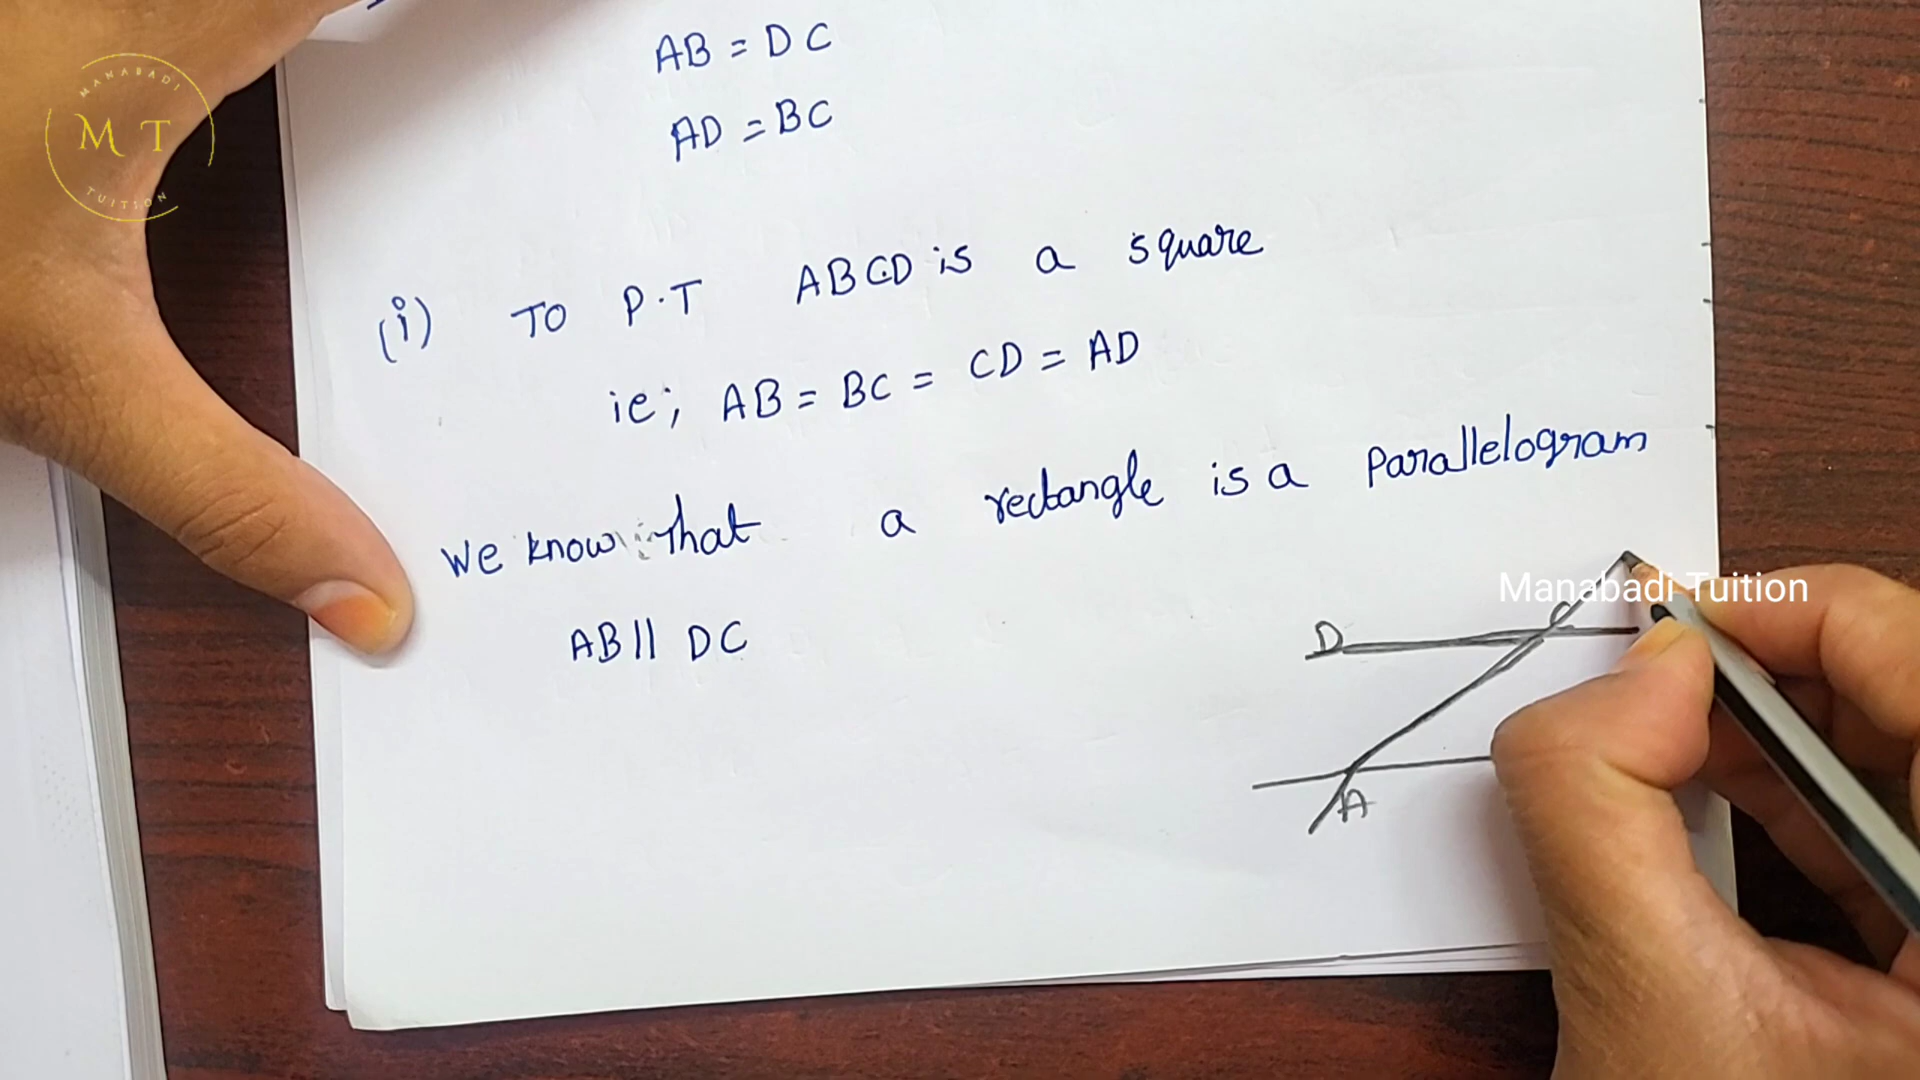 MANABADI
M T
TUITION
AB = DC
AD = BC
(i) TO P.T ABCD is a square
ie; AB = BC = CD = AD
We know that a rectangle is a parallelogram
AB || DC
Manabadi Tuition
D C
A